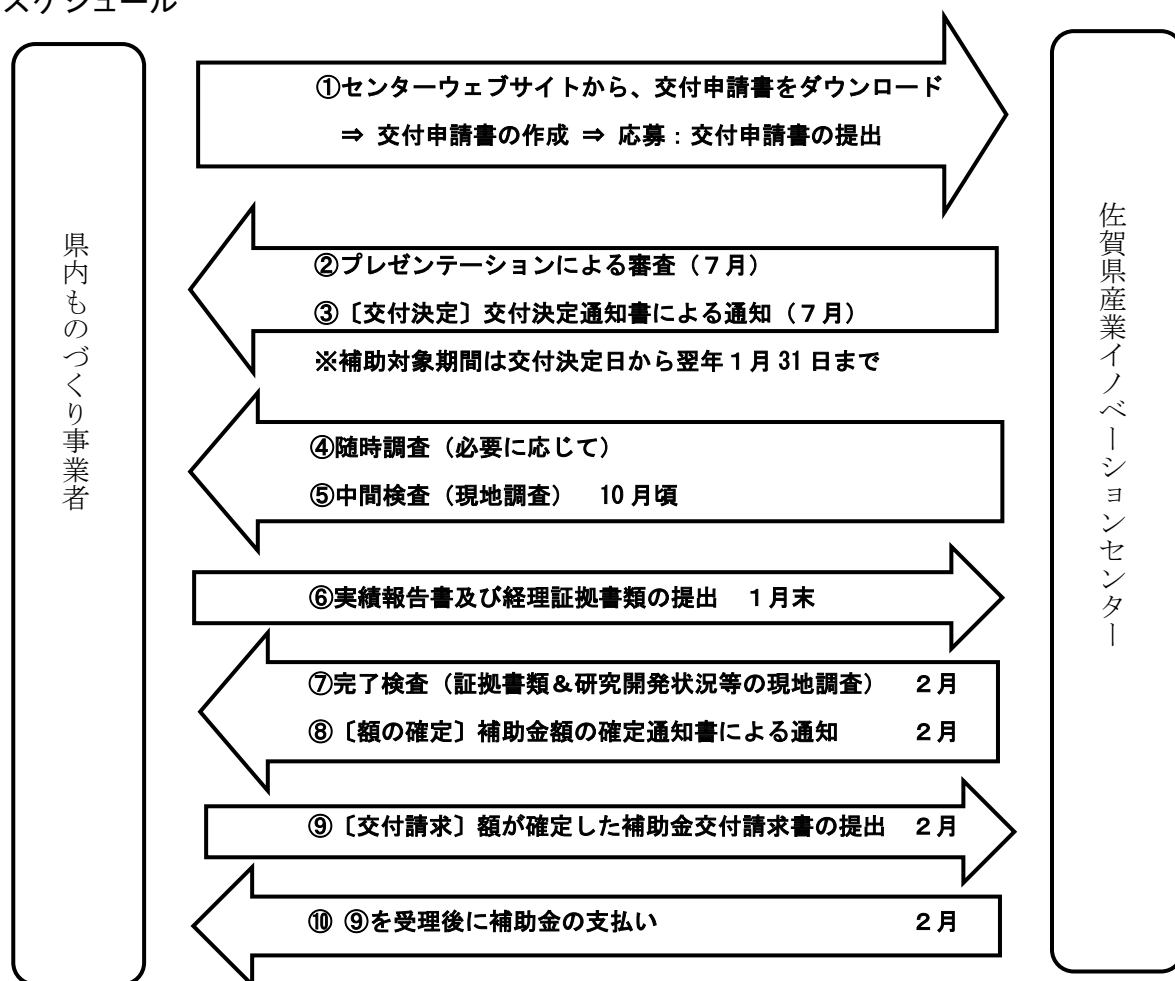 スケジュール
県内ものづくり事業者
①センターウェブサイトから、交付申請書をダウンロード
⇒ 交付申請書の作成 ⇒ 応募：交付申請書の提出
②プレゼンテーションによる審査（７月）
③〔交付決定〕交付決定通知書による通知（７月）
※補助対象期間は交付決定日から翌年１月 31 日まで
④随時調査（必要に応じて）
⑤中間検査（現地調査）　10 月頃
⑥実績報告書及び経理証拠書類の提出　１月末
⑦完了検査（証拠書類＆研究開発状況等の現地調査）　２月
⑧〔額の確定〕補助金額の確定通知書による通知　２月
⑨〔交付請求〕額が確定した補助金交付請求書の提出　２月
⑩ ⑨を受理後に補助金の支払い　２月
佐賀県産業イノベーションセンター